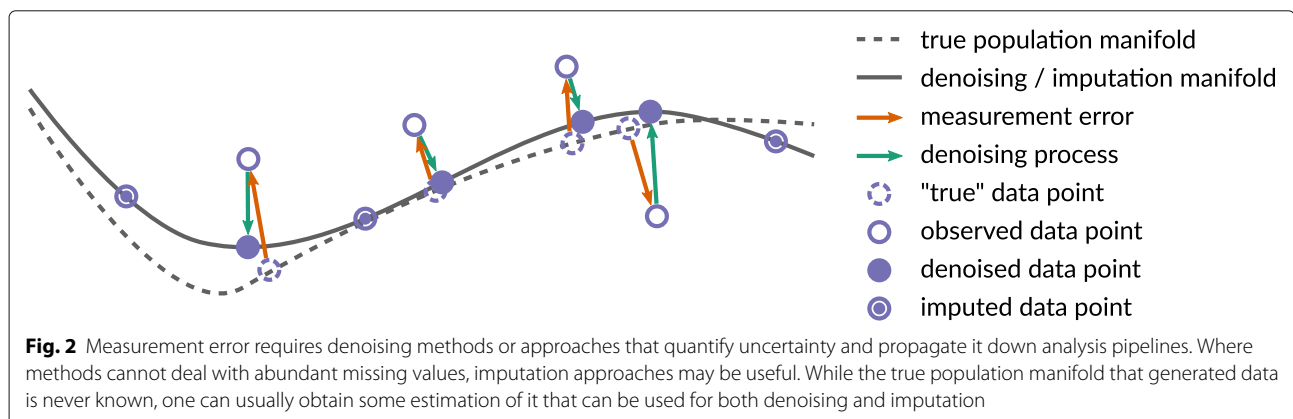 true population manifold
denoising / imputation manifold
measurement error
denoising process
"true" data point
observed data point
denoised data point
imputed data point
Fig. 2 Measurement error requires denoising methods or approaches that quantify uncertainty and propagate it down analysis pipelines. Where
methods cannot deal with abundant missing values, imputation approaches may be useful. While the true population manifold that generated data
is never known, one can usually obtain some estimation of it that can be used for both denoising and imputation